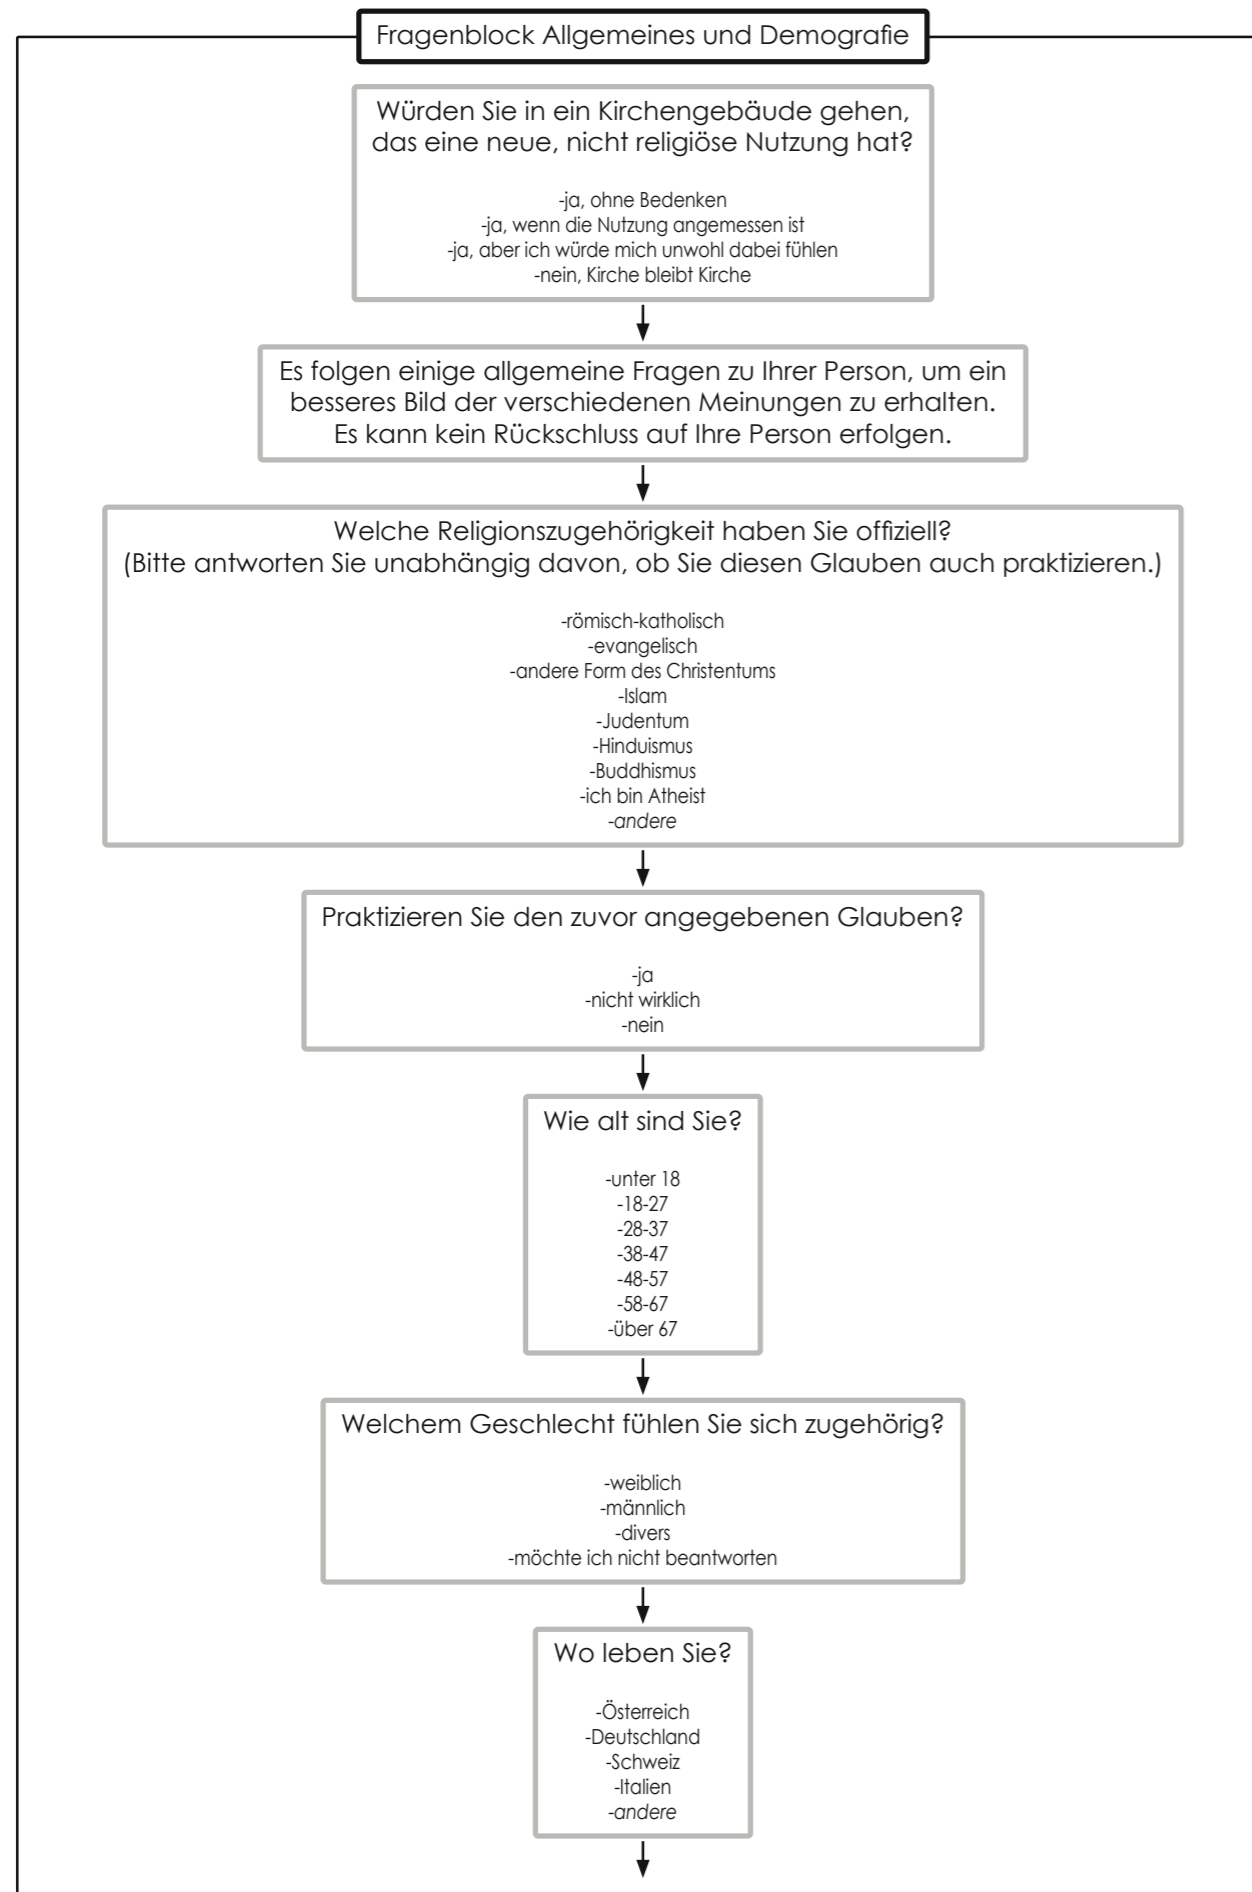 Fragenblock Allgemeines und Demografie
Würden Sie in ein Kirchengebäude gehen,
das eine neue, nicht religiöse Nutzung hat?
-ja, ohne Bedenken
-ja, wenn die Nutzung angemessen ist
-ja, aber ich würde mich unwohl dabei fühlen
-nein, Kirche bleibt Kirche
Es folgen einige allgemeine Fragen zu Ihrer Person, um ein
besseres Bild der verschiedenen Meinungen zu erhalten.
Es kann kein Rückschluss auf Ihre Person erfolgen.
Welche Religionszugehörigkeit haben Sie offiziell?
(Bitte antworten Sie unabhängig davon, ob Sie diesen Glauben auch praktizieren.)
-römisch-katholisch
-evangelisch
-andere Form des Christentums
-Islam
-Judentum
-Hinduismus
-Buddhismus
-ich bin Atheist
-andere
Praktizieren Sie den zuvor angegebenen Glauben?
-ja
-nicht wirklich
-nein
Wie alt sind Sie?
-unter 18
-18-27
-28-37
-38-47
-48-57
-58-67
-über 67
Welchem Geschlecht fühlen Sie sich zugehörig?
-weiblich
-männlich
-divers
-möchte ich nicht beantworten
Wo leben Sie?
-Österreich
-Deutschland
-Schweiz
-Italien
-andere